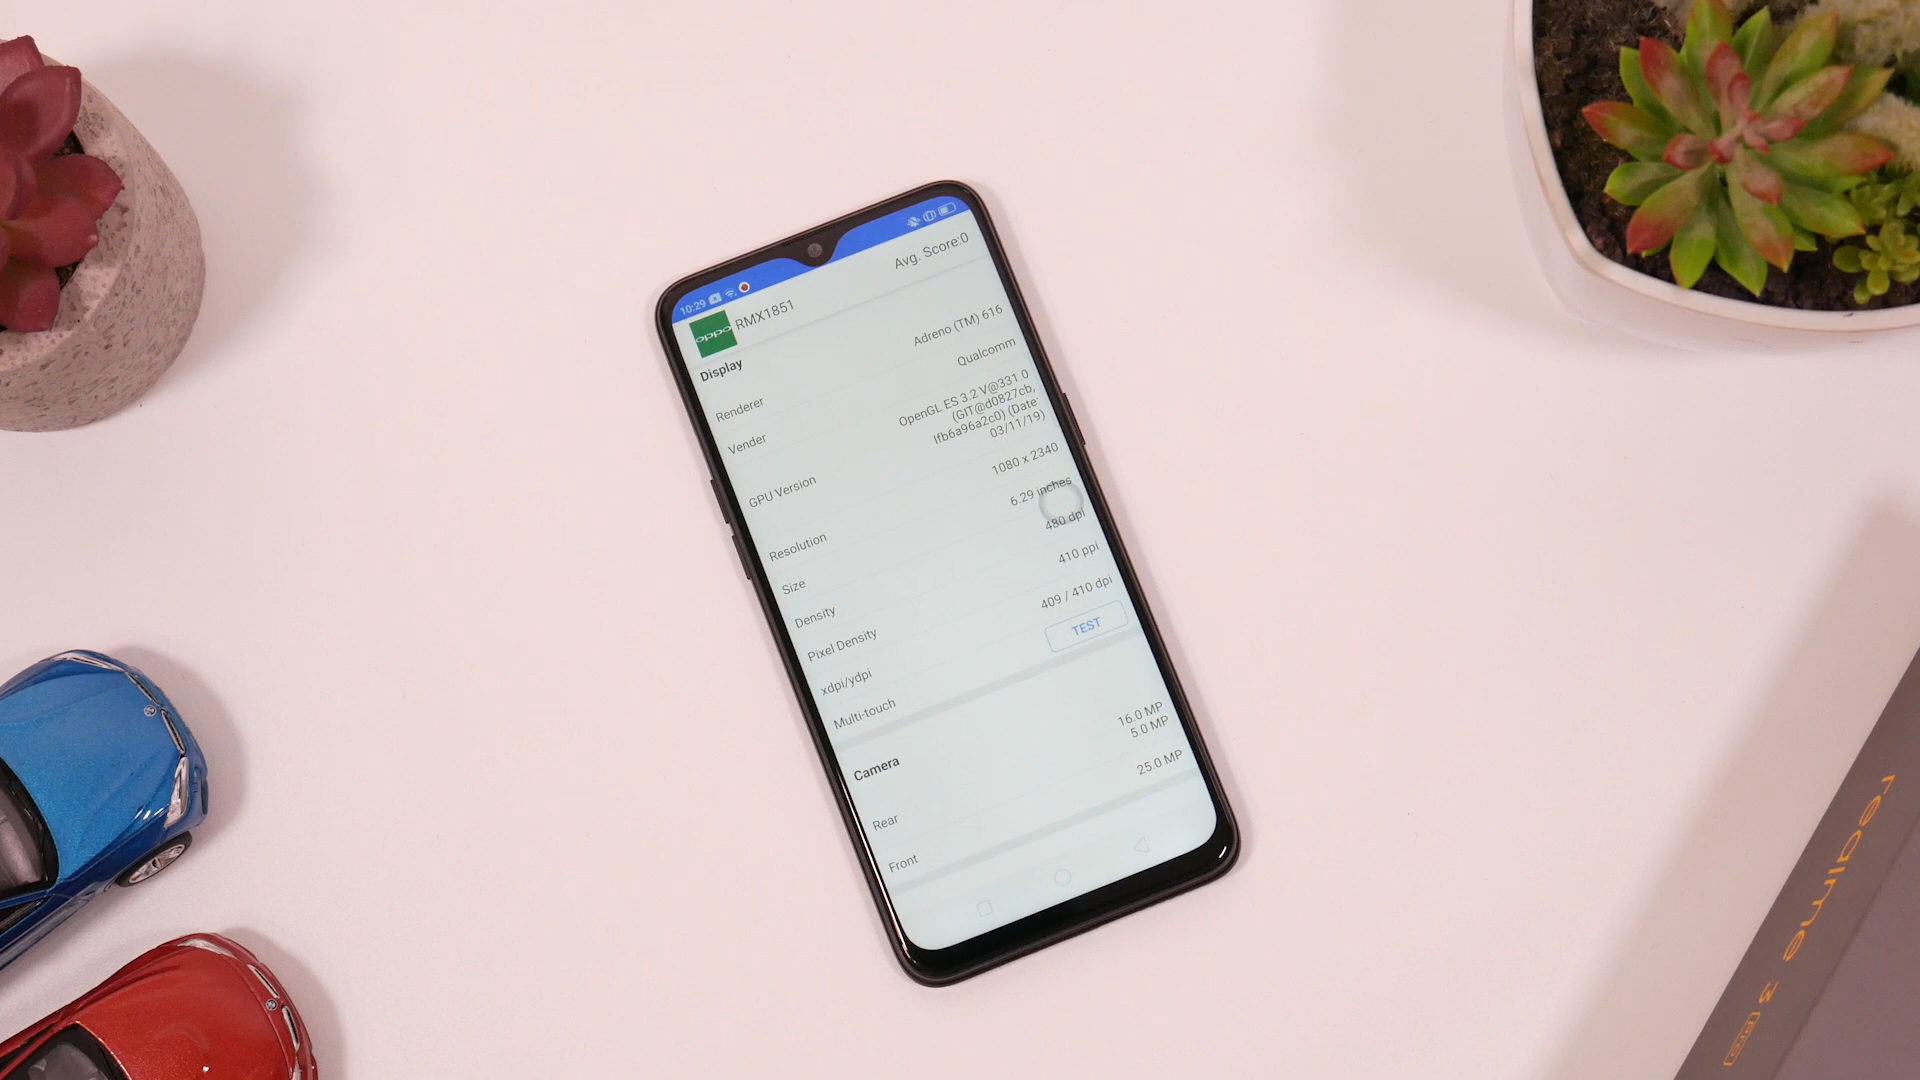 10:29
oppo
RMX1851
Avg. Score:0
Display
Renderer
Adreno (TM) 616
Vender
Qualcomm
GPU Version
OpenGL ES 3.2 V@331.0
(GIT@d0827cb,
Ifb6a96a2c0) (Date:
03/11/19)
Resolution
1080 x 2340
Size
6.29 inches
Density
480 dpi
Pixel Density
410 ppi
xdpi/ydpi
409 / 410 dpi
Multi-touch
TEST
Camera
Rear
16.0 MP
5.0 MP
Front
25.0 MP
realme 3 Pro